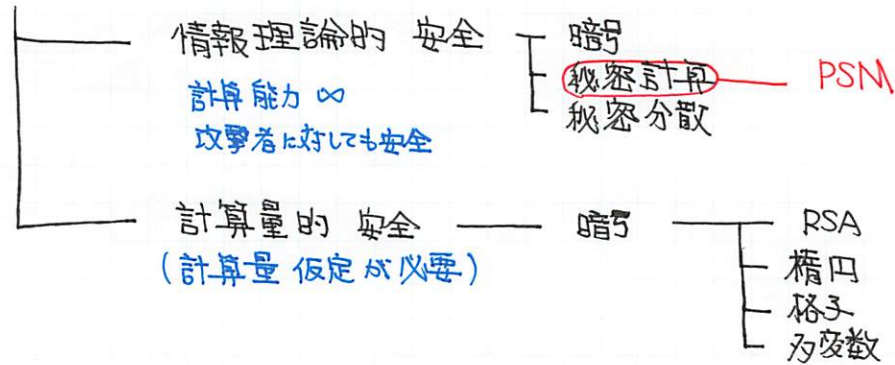 情報理論的 安全 暗号
秘密計算 PSM
計算能力 ∞
秘密分散
攻撃者に対しても安全
計算量的 安全 暗号 RSA
(計算量 仮定が必要)
楕円
格子
多変数